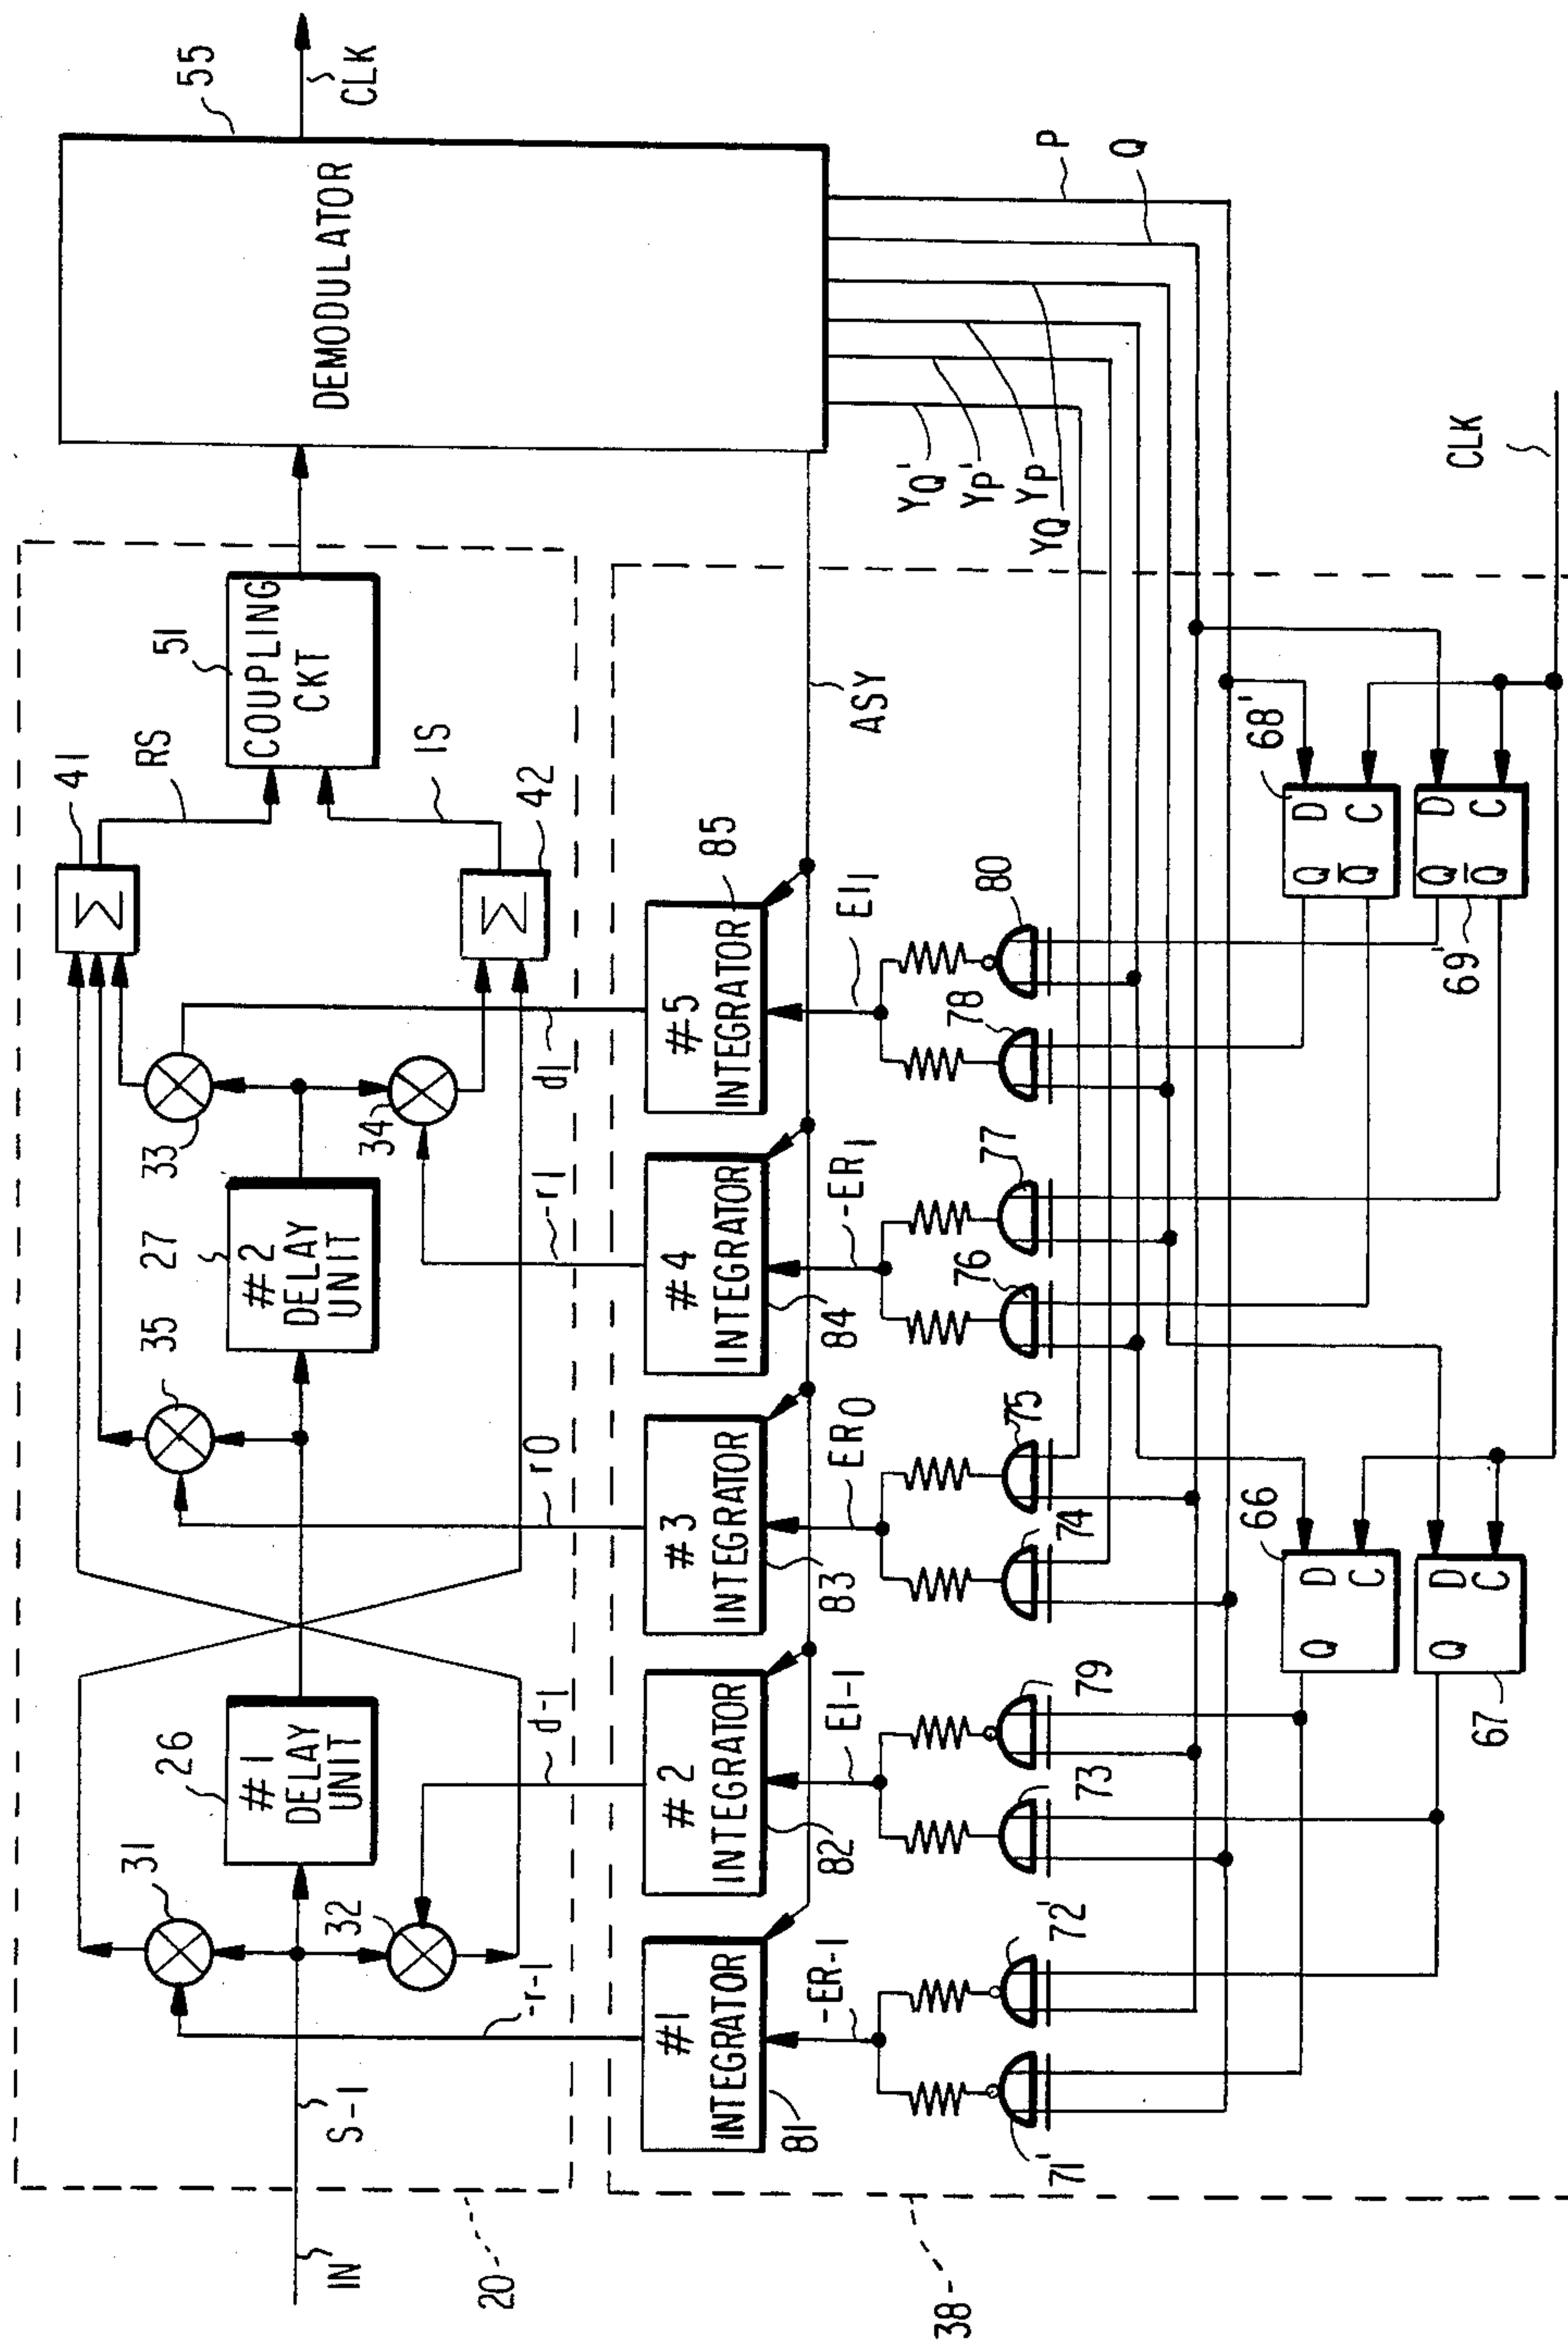 IN
S-1
20
31
32
26
#1
DELAY
UNIT
-r-1
d-1
35
r0
27
#2
DELAY
UNIT
33
34
-r1
d1
41
Σ
RS
42
Σ
IS
51
COUPLING
CKT
55
DEMODULATOR
CLK
38
81
#1
INTEGRATOR
82
#2
INTEGRATOR
83
#3
INTEGRATOR
84
#4
INTEGRATOR
85
#5
INTEGRATOR
ASY
-ER-1
EI-1
ER0
-ER1
EI1
71'
72'
73
79
74
75
76
77
78
80
YQ'
YP'
YP
YQ
P
Q
66
D
C
Q
67
D
C
Q
68'
D
C
Q
Q̅
69'
D
C
Q
Q̅
CLK